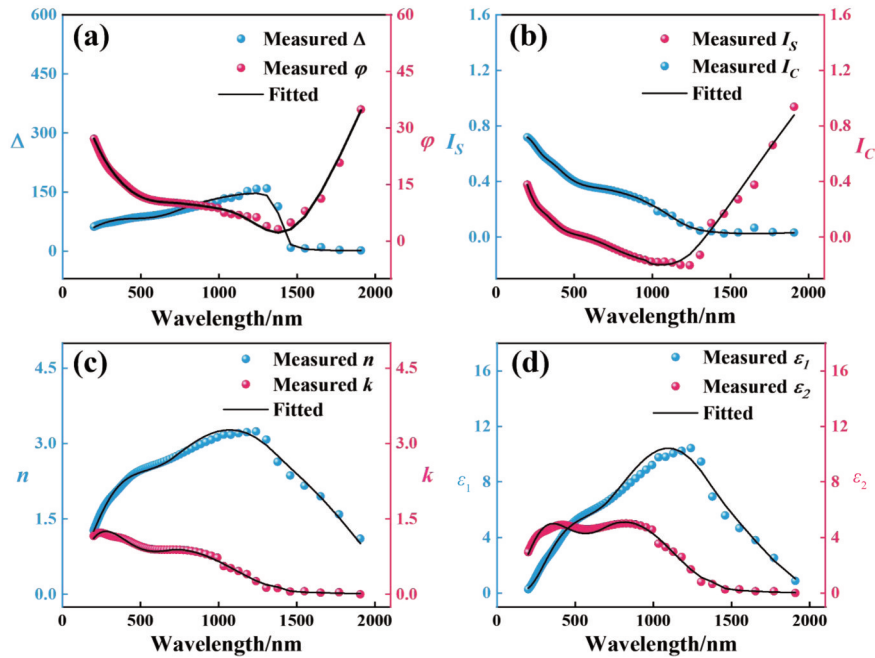 (a)
Measured Δ
Measured φ
Fitted
600
450
300
150
0
60
45
30
15
0
Δ
φ
0 500 1000 1500 2000
Wavelength/nm
(b)
Measured I_S
Measured I_C
Fitted
1.6
1.2
0.8
0.4
0.0
1.6
1.2
0.8
0.4
0.0
I_S
I_C
0 500 1000 1500 2000
Wavelength/nm
(c)
Measured n
Measured k
Fitted
4.5
3.0
1.5
0.0
4.5
3.0
1.5
0.0
n
k
0 500 1000 1500 2000
Wavelength/nm
(d)
Measured ε_1
Measured ε_2
Fitted
16
12
8
4
0
16
12
8
4
0
ε_1
ε_2
0 500 1000 1500 2000
Wavelength/nm